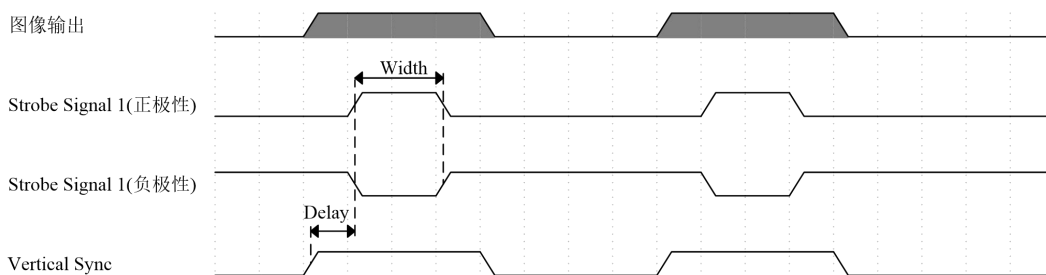 图像输出
Width
Strobe Signal 1(正极性)
Strobe Signal 1(负极性)
Delay
Vertical Sync